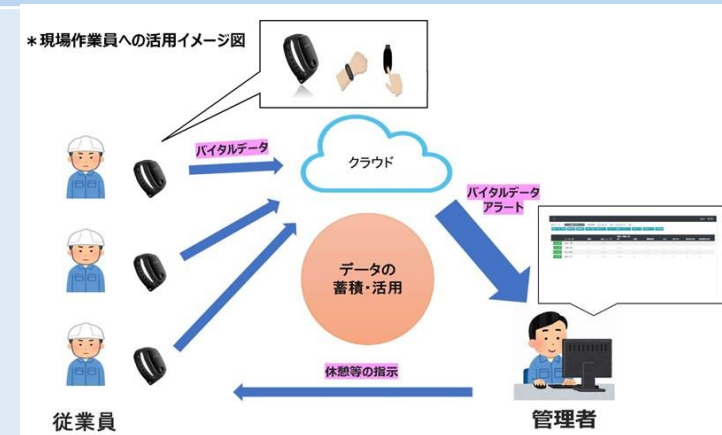 ＊現場作業員への活用イメージ図
バイタルデータ
クラウド
バイタルデータ
アラート
データの
蓄積・活用
休憩等の指示
従業員
管理者